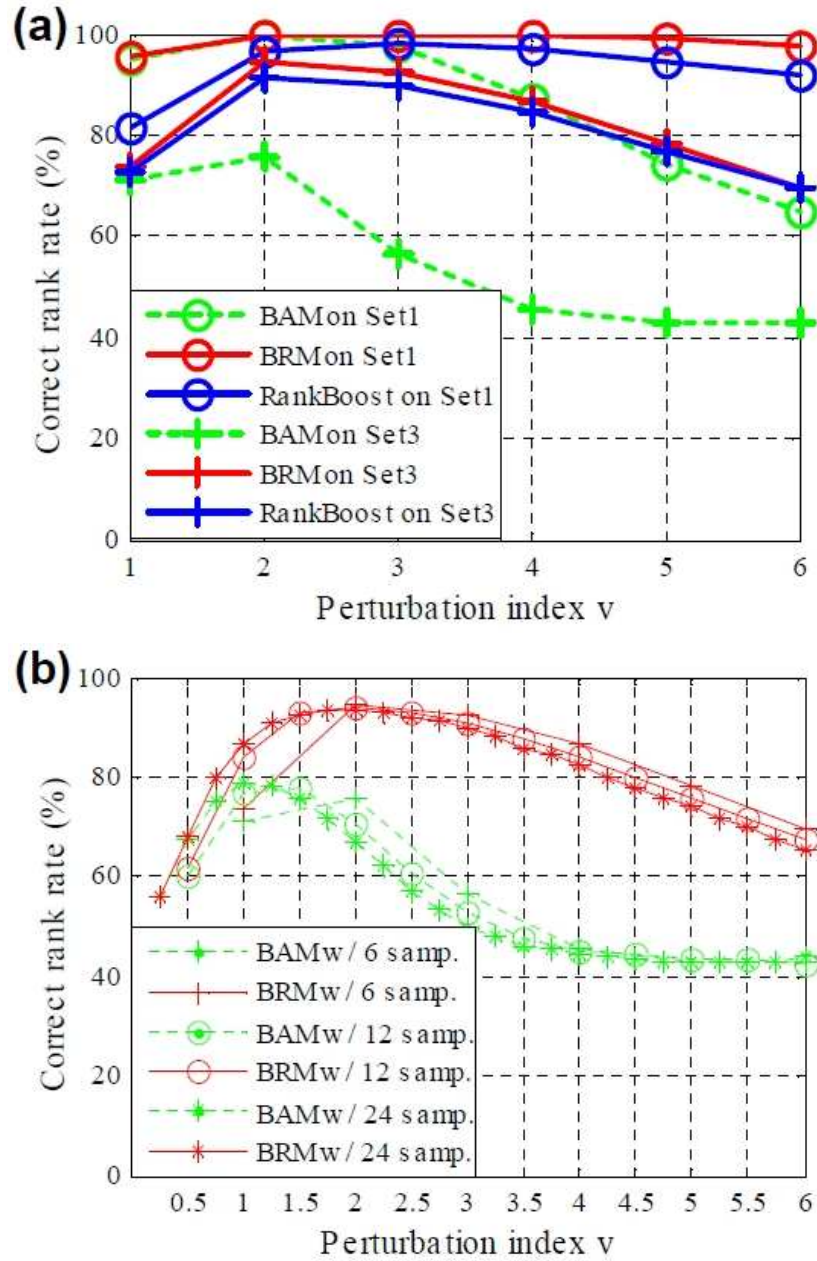 (a)
100
80
60
40
20
0
Correct rank rate (%)
BAMon Set1
BRMon Set1
RankBoost on Set1
BAMon Set3
BRMon Set3
RankBoost on Set3
1 2 3 4 5 6
Perturbation index v
(b)
100
80
60
40
20
0
Correct rank rate (%)
BAMw / 6 samp.
BRMw / 6 samp.
BAMw / 12 samp.
BRMw / 12 samp.
BAMw / 24 samp.
BRMw / 24 samp.
0.5 1 1.5 2 2.5 3 3.5 4 4.5 5 5.5 6
Perturbation index v